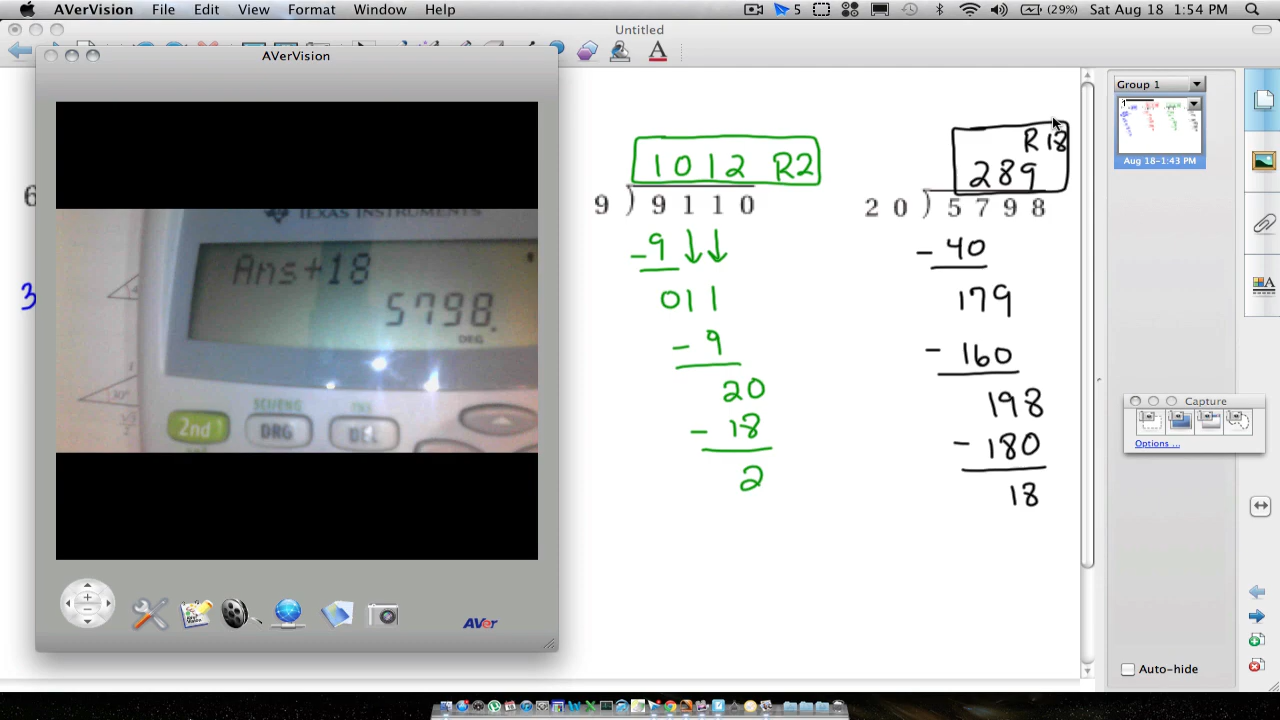 AVerVision File Edit View Format Window Help
5 (29%) Sat Aug 18 1:54 PM
Untitled
AVerVision
TEXAS INSTRUMENTS
Ans+18
5798.
DEG
2nd
DRG
DEL
30°
AVer
6
3
1012 R2
9 ) 9 1 1 0
-9
011
- 9
20
- 18
2
R 18
289
2 0 ) 5 7 9 8
- 40
179
- 160
198
- 180
18
Group 1
Aug 18-1:43 PM
Capture
Options ...
Auto-hide